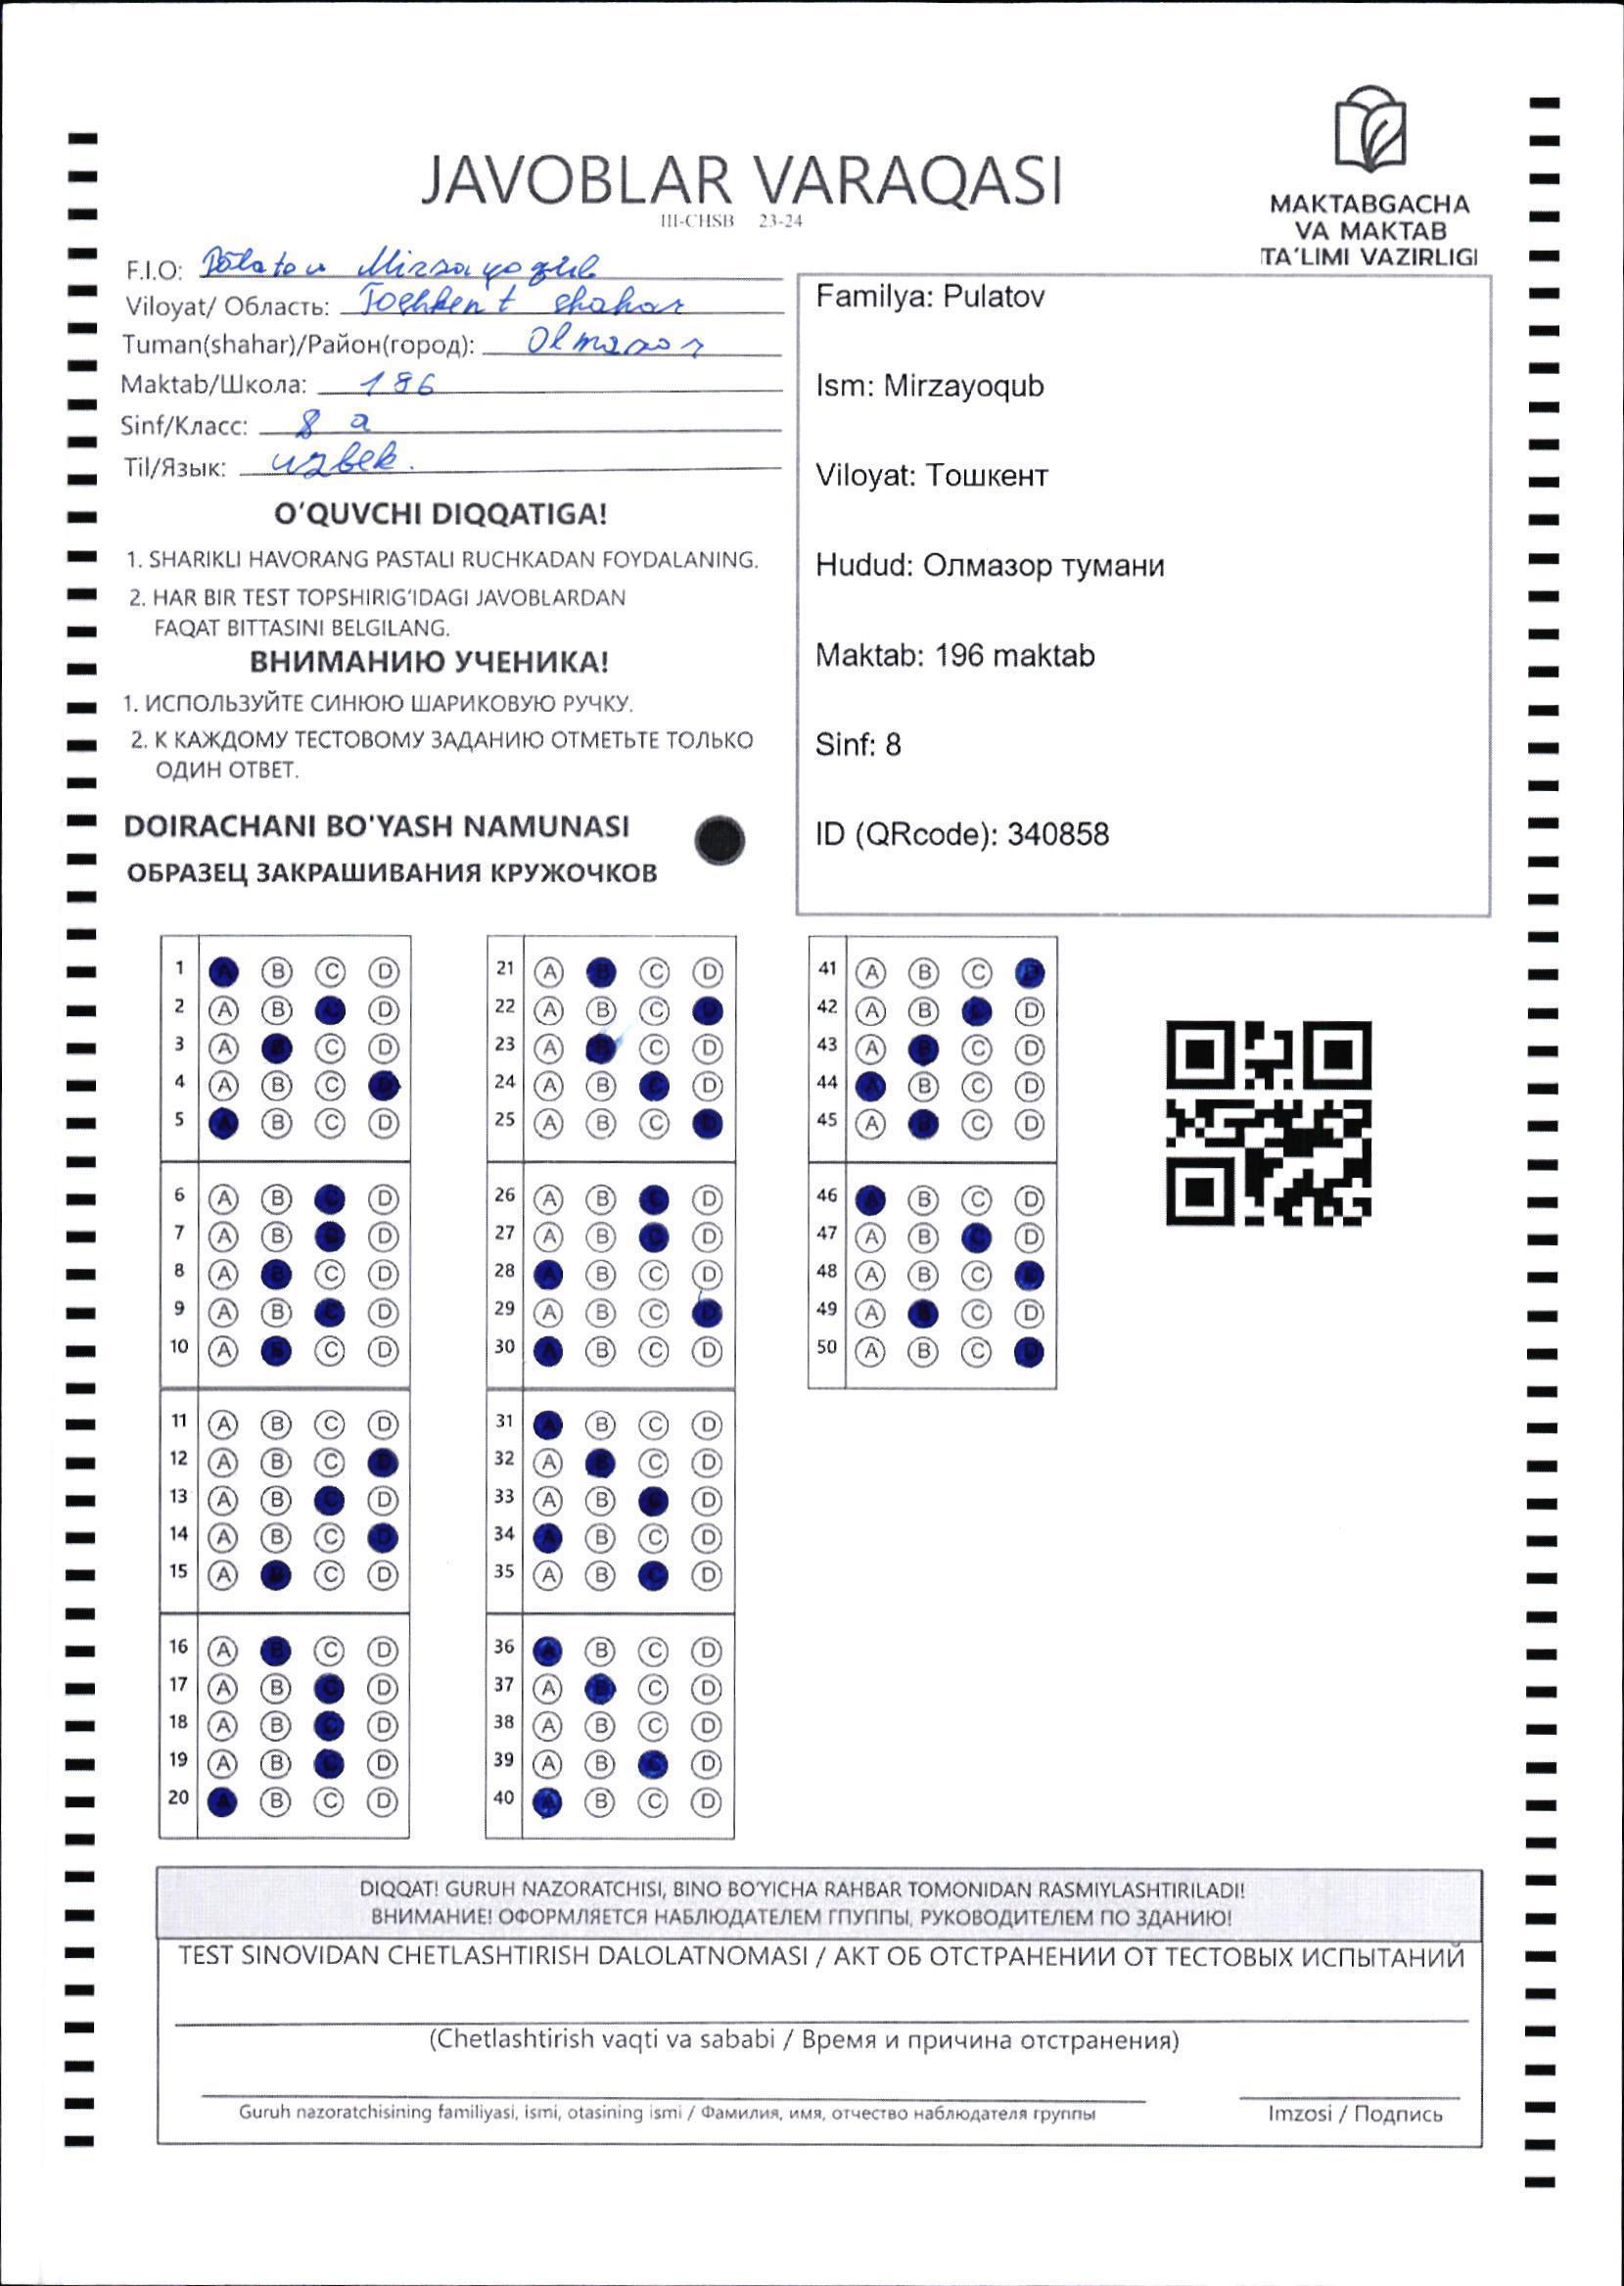 JAVOBLAR VARAQASI
III-CHSB 23-24
MAKTABGACHA
VA MAKTAB
TA'LIMI VAZIRLIGI
F.I.O: Pölatov Mirzayoqub
Viloyat/ Область: Toshkent shahar
Tuman(shahar)/Район(город): Olmazor
Maktab/Школа: 196
Sinf/Класс: 8 a
Til/Язык: uzbek.
O'QUVCHI DIQQATIGA!
1. SHARIKLI HAVORANG PASTALI RUCHKADAN FOYDALANING.
2. HAR BIR TEST TOPSHIRIG'IDAGI JAVOBLARDAN
FAQAT BITTASINI BELGILANG.
ВНИМАНИЮ УЧЕНИКА!
1. ИСПОЛЬЗУЙТЕ СИНЮЮ ШАРИКОВУЮ РУЧКУ.
2. К КАЖДОМУ ТЕСТОВОМУ ЗАДАНИЮ ОТМЕТЬТЕ ТОЛЬКО
ОДИН ОТВЕТ.
DOIRACHANI BO'YASH NAMUNASI
ОБРАЗЕЦ ЗАКРАШИВАНИЯ КРУЖОЧКОВ
Familya: Pulatov
Ism: Mirzayoqub
Viloyat: Тошкент
Hudud: Олмазор тумани
Maktab: 196 maktab
Sinf: 8
ID (QRcode): 340858
1 A B C D
2 A B C D
3 A B C D
4 A B C D
5 A B C D
6 A B C D
7 A B C D
8 A B C D
9 A B C D
10 A B C D
11 A B C D
12 A B C D
13 A B C D
14 A B C D
15 A B C D
16 A B C D
17 A B C D
18 A B C D
19 A B C D
20 A B C D
21 A B C D
22 A B C D
23 A B C D
24 A B C D
25 A B C D
26 A B C D
27 A B C D
28 A B C D
29 A B C D
30 A B C D
31 A B C D
32 A B C D
33 A B C D
34 A B C D
35 A B C D
36 A B C D
37 A B C D
38 A B C D
39 A B C D
40 A B C D
41 A B C D
42 A B C D
43 A B C D
44 A B C D
45 A B C D
46 A B C D
47 A B C D
48 A B C D
49 A B C D
50 A B C D
DIQQAT! GURUH NAZORATCHISI, BINO BO'YICHA RAHBAR TOMONIDAN RASMIYLASHTIRILADI!
ВНИМАНИЕ! ОФОРМЛЯЕТСЯ НАБЛЮДАТЕЛЕМ ГПУППЫ, РУКОВОДИТЕЛЕМ ПО ЗДАНИЮ!
TEST SINOVIDAN CHETLASHTIRISH DALOLATNOMASI / АКТ ОБ ОТСТРАНЕНИИ ОТ ТЕСТОВЫХ ИСПЫТАНИЙ
(Chetlashtirish vaqti va sababi / Время и причина отстранения)
Guruh nazoratchisining familiyasi, ismi, otasining ismi / Фамилия, имя, отчество наблюдателя группы
Imzosi / Подпись